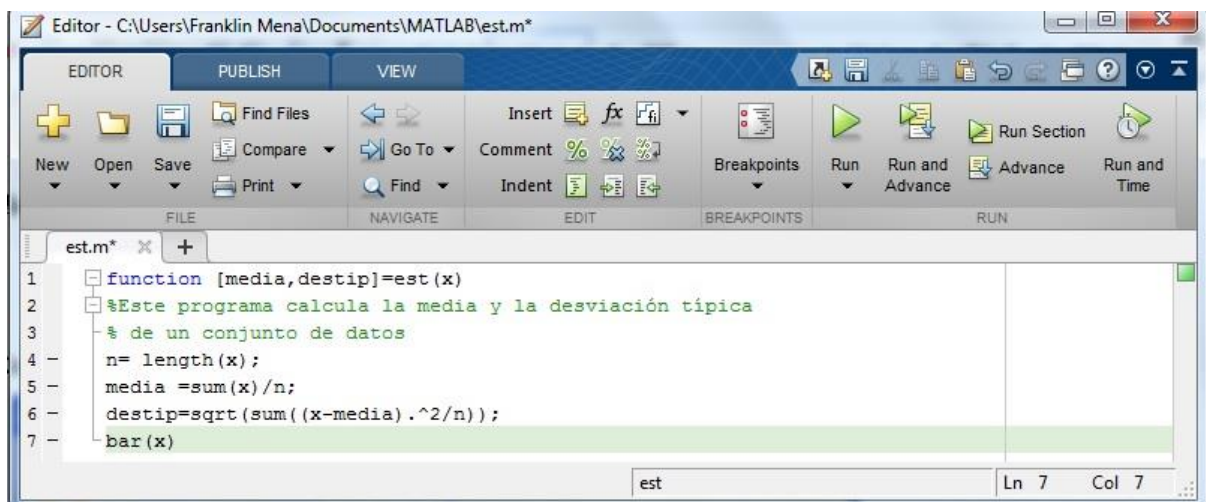 Editor - C:\Users\Franklin Mena\Documents\MATLAB\est.m*
EDITOR PUBLISH VIEW
New Open Save Find Files Compare Print
Go To Find
Insert fx
Comment
Indent
Breakpoints
Run Run and Advance Run Section Advance Run and Time
FILE NAVIGATE EDIT BREAKPOINTS RUN
est.m* +
1 function [media,destip]=est(x)
2 %Este programa calcula la media y la desviación típica
3 % de un conjunto de datos
4 – n= length(x);
5 – media =sum(x)/n;
6 – destip=sqrt(sum((x-media).^2/n));
7 – bar(x)
est Ln 7 Col 7